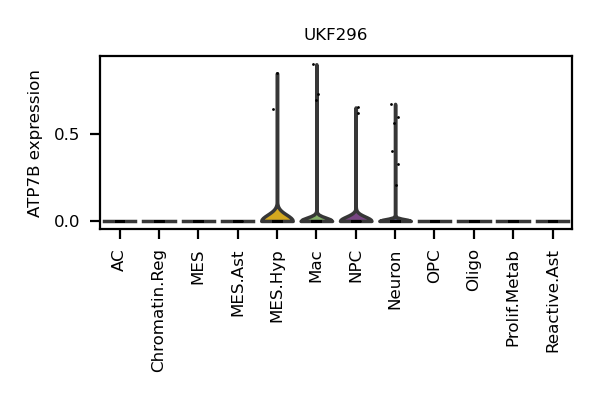 UKF296
ATP7B expression
0.5
0.0
AC
Chromatin.Reg
MES
MES.Ast
MES.Hyp
Mac
NPC
Neuron
OPC
Oligo
Prolif.Metab
Reactive.Ast